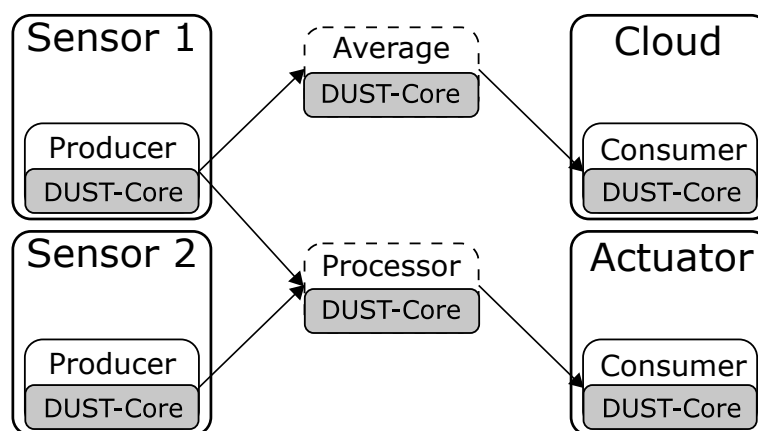 Sensor 1
Producer
DUST-Core
Average
DUST-Core
Cloud
Consumer
DUST-Core
Sensor 2
Producer
DUST-Core
Processor
DUST-Core
Actuator
Consumer
DUST-Core